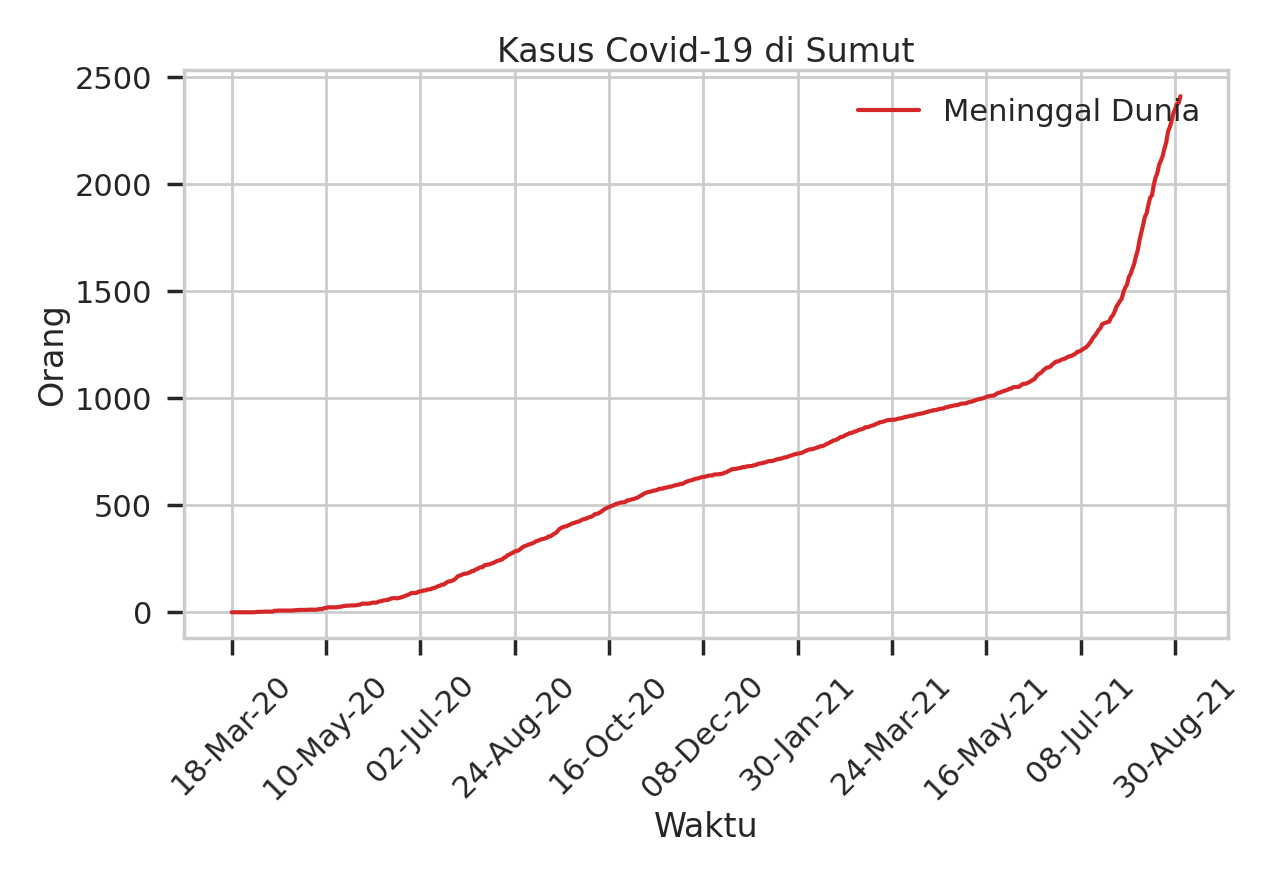 Kasus Covid-19 di Sumut
Meninggal Dunia
2500
2000
1500
1000
500
0
Orang
18-Mar-20
10-May-20
02-Jul-20
24-Aug-20
16-Oct-20
08-Dec-20
30-Jan-21
24-Mar-21
16-May-21
08-Jul-21
30-Aug-21
Waktu